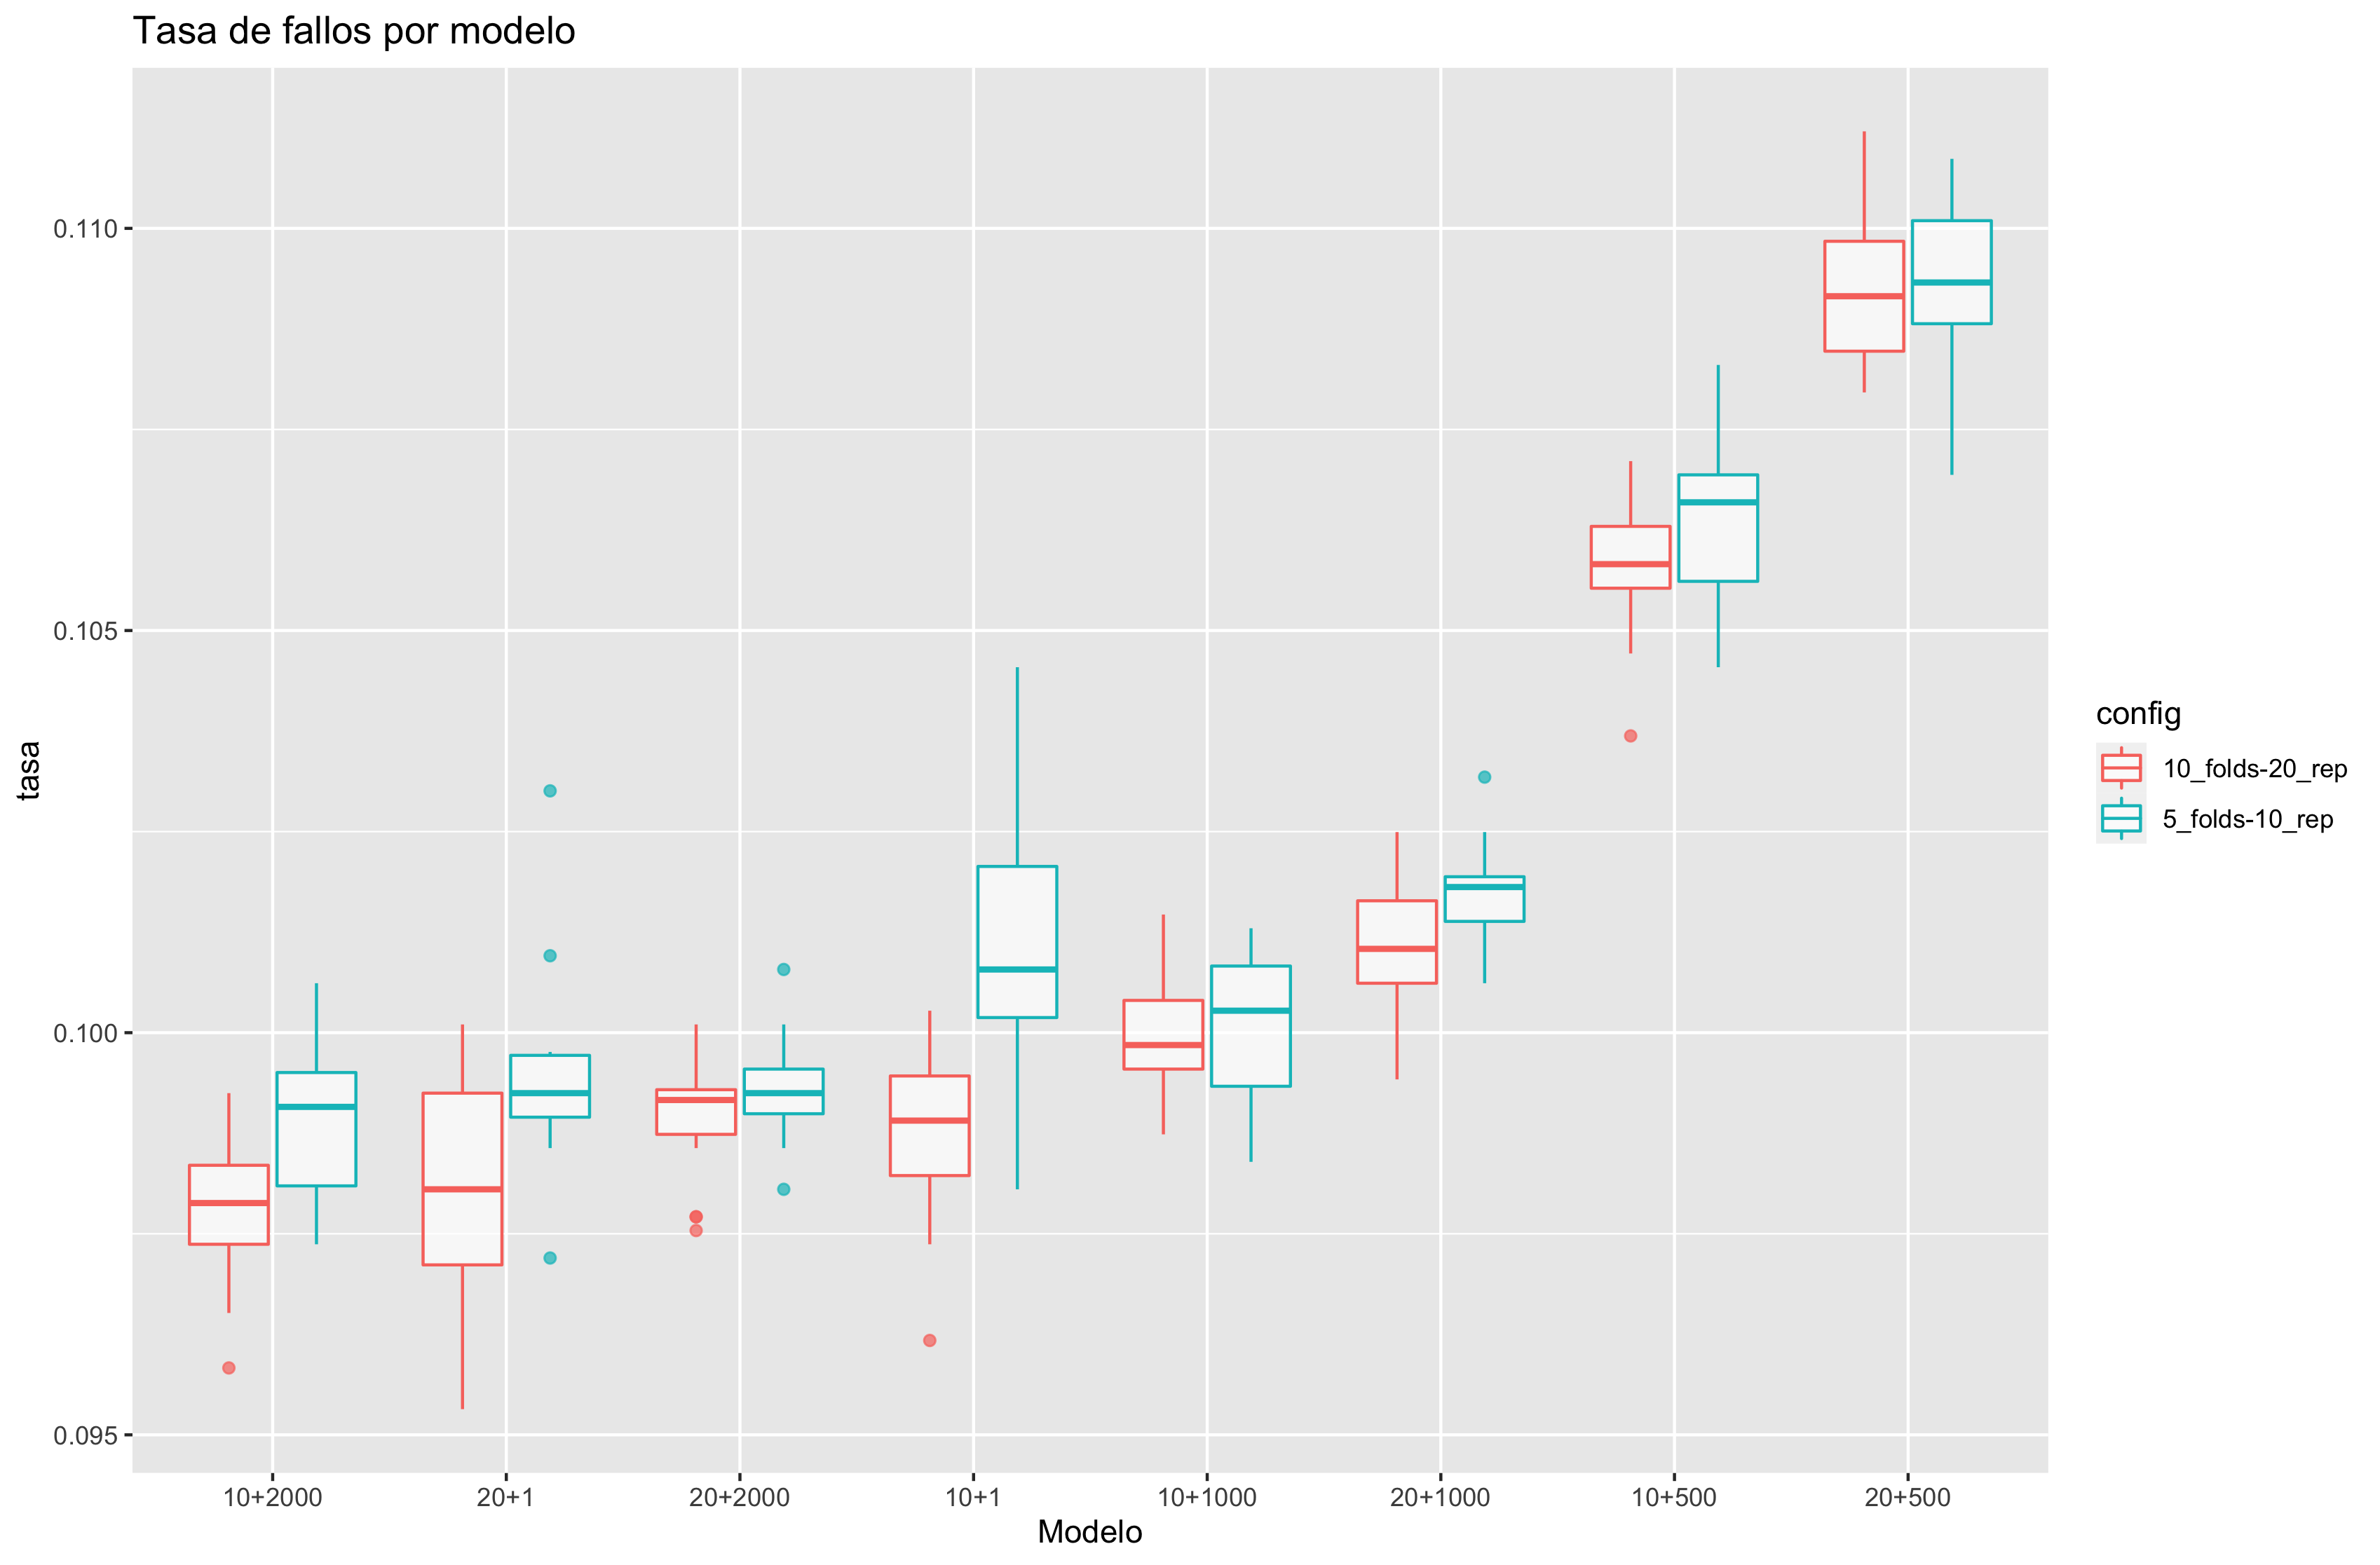 Tasa de fallos por modelo
tasa
0.110
0.105
0.100
0.095
10+2000 20+1 20+2000 10+1 10+1000 20+1000 10+500 20+500
Modelo
config
10_folds-20_rep
5_folds-10_rep